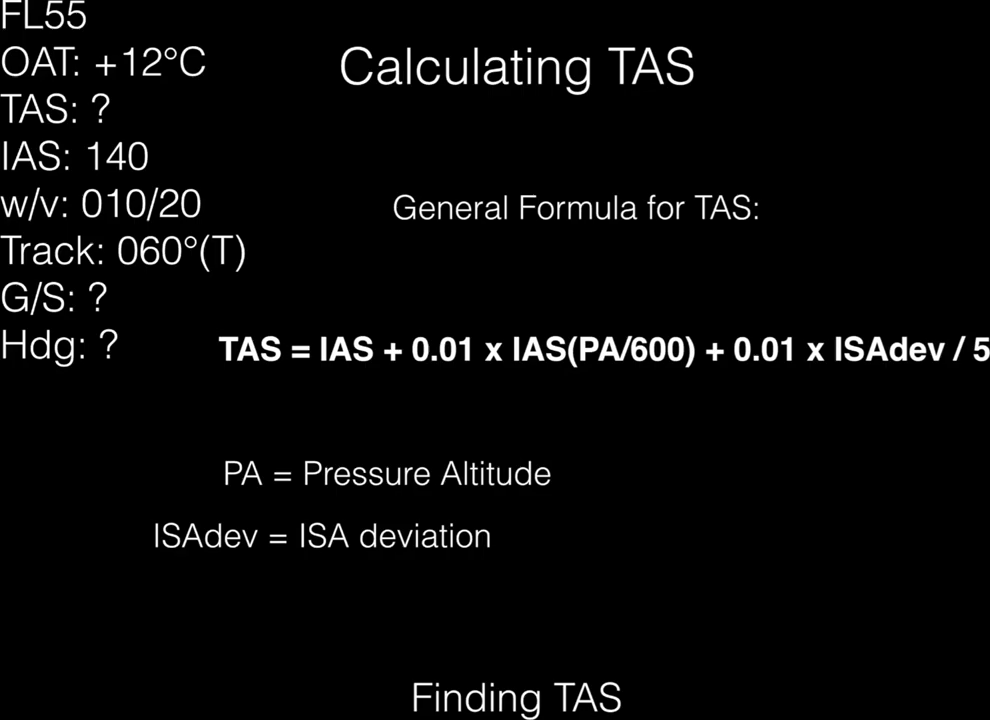 FL55
OAT: +12°C
Calculating TAS
TAS: ?
IAS: 140
w/v: 010/20
General Formula for TAS:
Track: 060°(T)
G/S: ?
Hdg: ?
TAS = IAS + 0.01 x IAS(PA/600) + 0.01 x ISAdev / 5
PA = Pressure Altitude
ISAdev = ISA deviation
Finding TAS